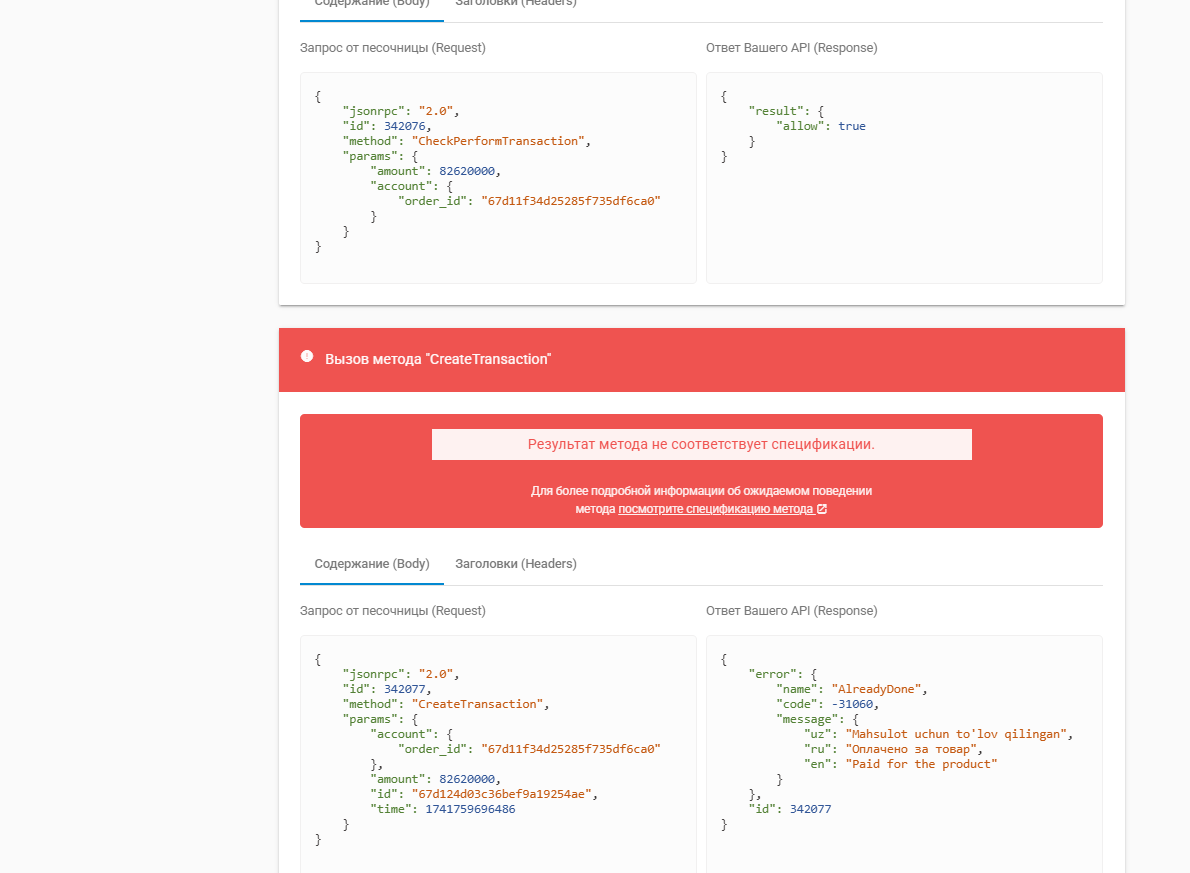 Содержание (Body) Заголовки (Headers)
Запрос от песочницы (Request)
Ответ Вашего API (Response)
{
"jsonrpc": "2.0",
"id": 342076,
"method": "CheckPerformTransaction",
"params": {
"amount": 82620000,
"account": {
"order_id": "67d11f34d25285f735df6ca0"
}
}
}
{
"result": {
"allow": true
}
}
Вызов метода "CreateTransaction"
Результат метода не соответствует спецификации.
Для более подробной информации об ожидаемом поведении
метода посмотрите спецификацию метода
Содержание (Body) Заголовки (Headers)
Запрос от песочницы (Request)
Ответ Вашего API (Response)
{
"jsonrpc": "2.0",
"id": 342077,
"method": "CreateTransaction",
"params": {
"account": {
"order_id": "67d11f34d25285f735df6ca0"
},
"amount": 82620000,
"id": "67d124d03c36bef9a19254ae",
"time": 1741759696486
}
}
{
"error": {
"name": "AlreadyDone",
"code": -31060,
"message": {
"uz": "Mahsulot uchun to'lov qilingan",
"ru": "Оплачено за товар",
"en": "Paid for the product"
}
},
"id": 342077
}